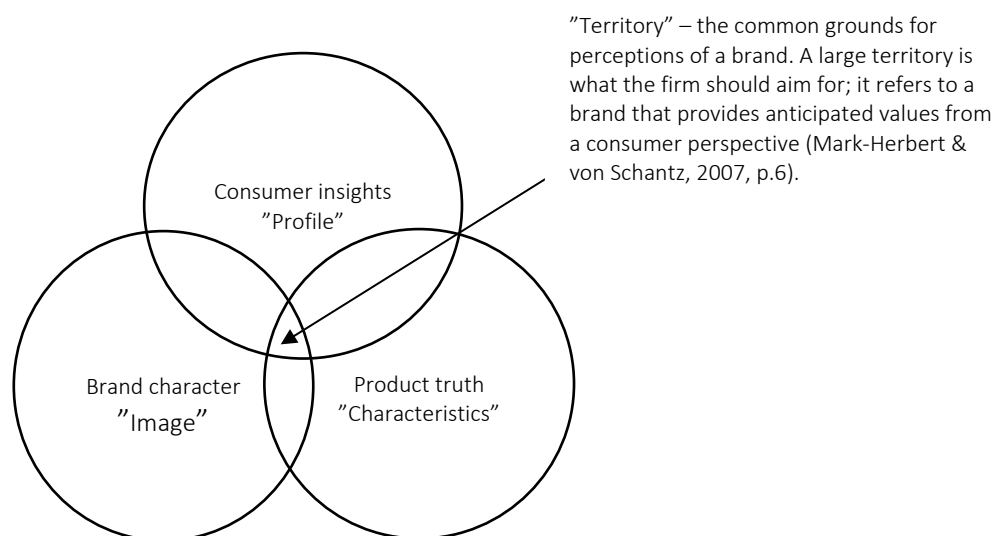 ”Territory” – the common grounds for
perceptions of a brand. A large territory is
what the firm should aim for; it refers to a
brand that provides anticipated values from
a consumer perspective (Mark-Herbert &
von Schantz, 2007, p.6).
Consumer insights
”Profile”
Brand character
”Image”
Product truth
”Characteristics”